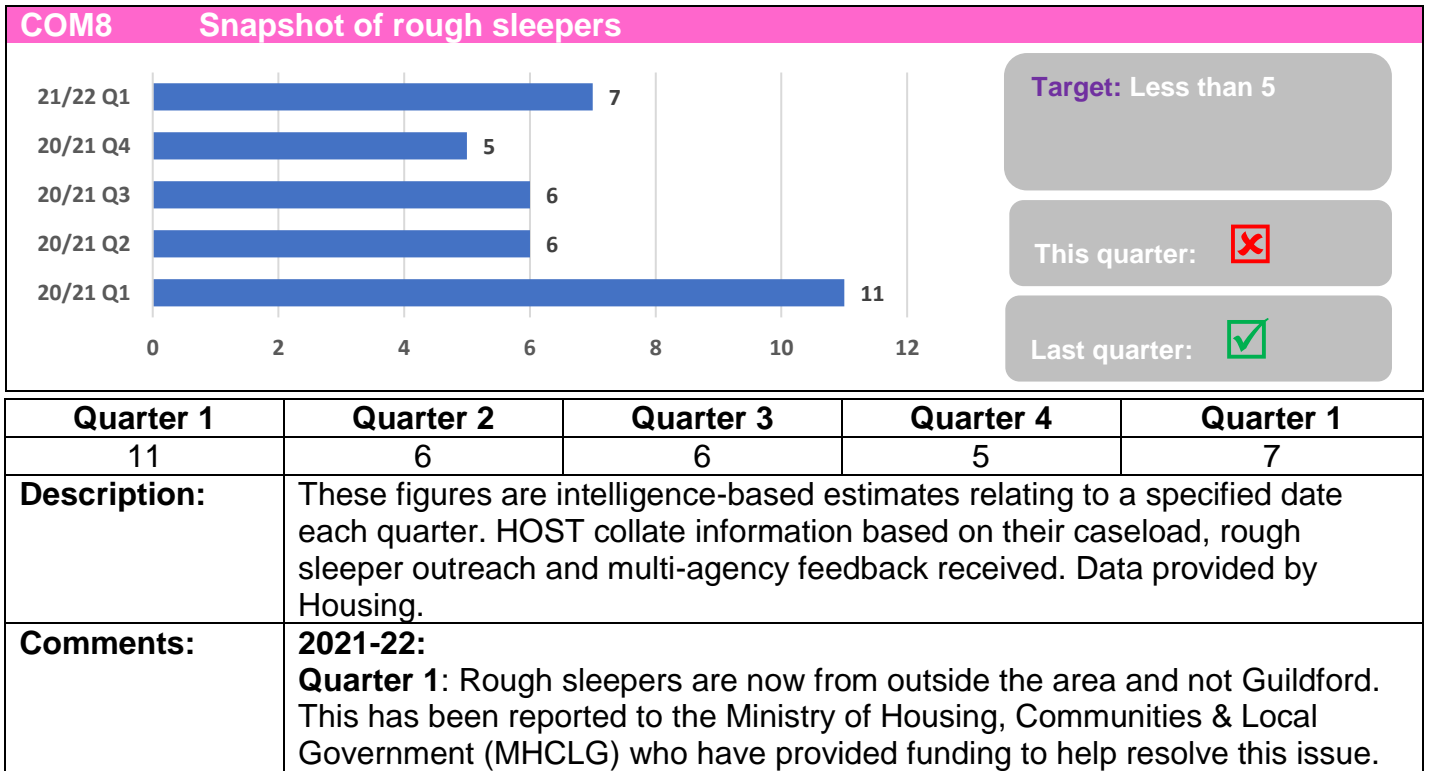 COM8 Snapshot of rough sleepers
21/22 Q1 7
20/21 Q4 5
20/21 Q3 6
20/21 Q2 6
20/21 Q1 11
0 2 4 6 8 10 12
Target: Less than 5
This quarter:
Last quarter:
Quarter 1 Quarter 2 Quarter 3 Quarter 4 Quarter 1
11 6 6 5 7
Description: These figures are intelligence-based estimates relating to a specified date
each quarter. HOST collate information based on their caseload, rough
sleeper outreach and multi-agency feedback received. Data provided by
Housing.
Comments: 2021-22:
Quarter 1: Rough sleepers are now from outside the area and not Guildford.
This has been reported to the Ministry of Housing, Communities & Local
Government (MHCLG) who have provided funding to help resolve this issue.